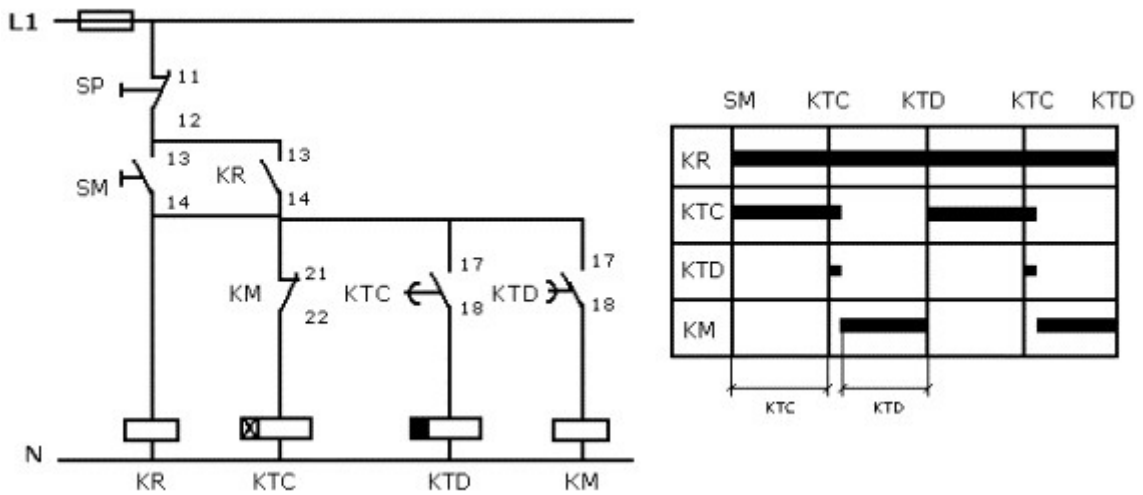 L1
SP
11
12
13
SM
14
KR
13
14
KM
21
22
KTC
17
18
KTD
17
18
N
KR KTC KTD KM
SM KTC KTD KTC KTD
KR
KTC
KTD
KM
KTC KTD